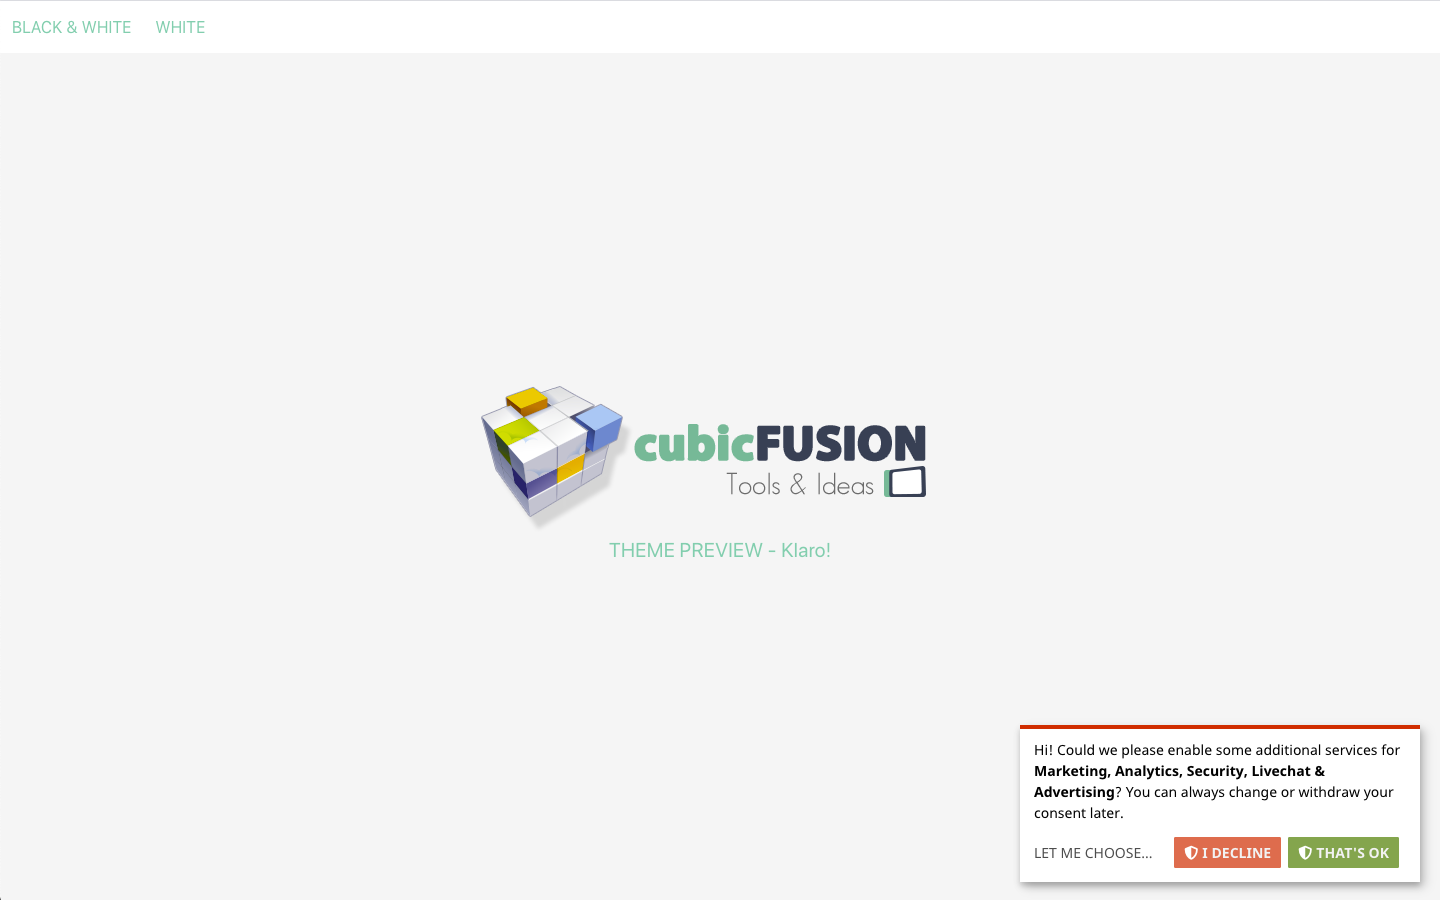 BLACK & WHITE WHITE
cubicFUSION
Tools & Ideas
THEME PREVIEW - Klaro!
Hi! Could we please enable some additional services for
Marketing, Analytics, Security, Livechat &
Advertising? You can always change or withdraw your
consent later.
LET ME CHOOSE... I DECLINE THAT'S OK